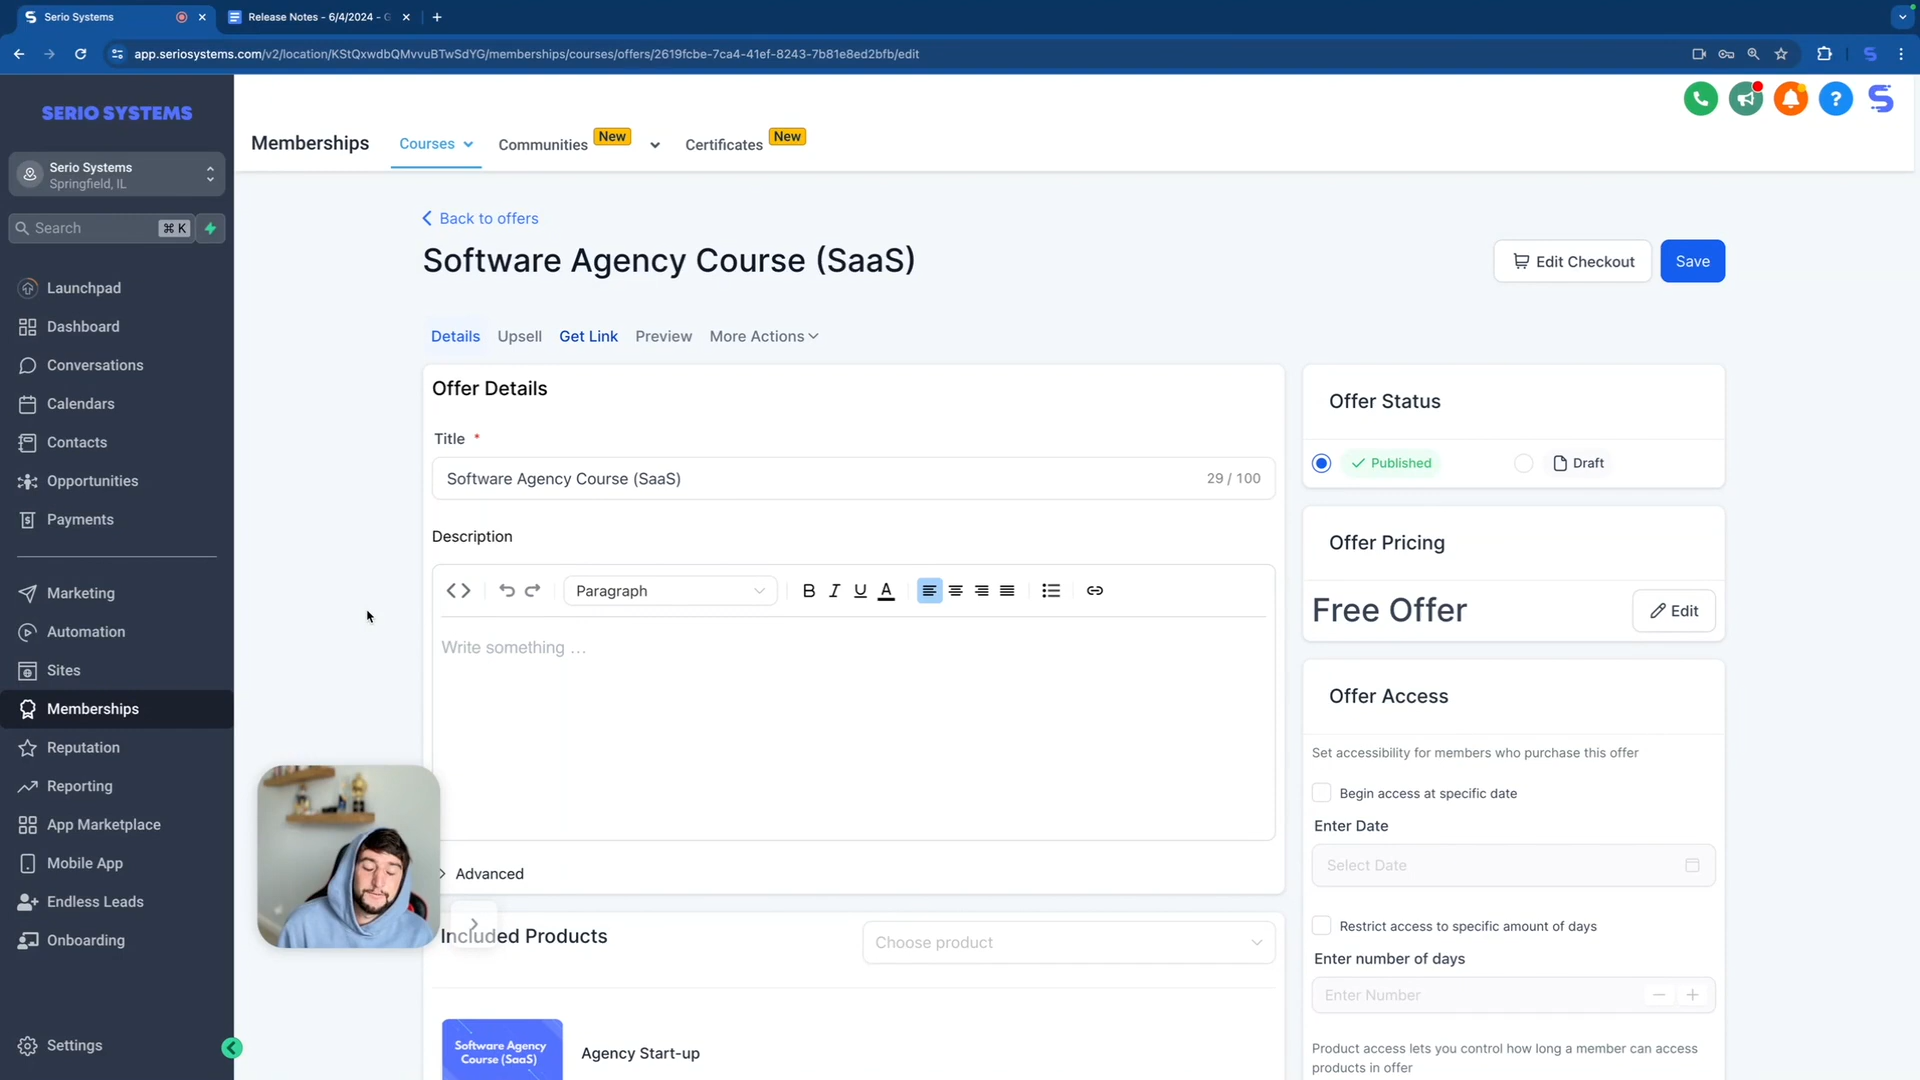 Serio Systems
Release Notes - 6/4/2024 - G
app.seriosystems.com/v2/location/KStQxwdbQMvvuBTwSdYG/memberships/courses/offers/2619fcbe-7ca4-41ef-8243-7b81e8ed2bfb/edit
SERIO SYSTEMS
Serio Systems
Springfield, IL
Search ⌘ K
Launchpad
Dashboard
Conversations
Calendars
Contacts
Opportunities
Payments
Marketing
Automation
Sites
Memberships
Reputation
Reporting
App Marketplace
Mobile App
Endless Leads
Onboarding
Settings
Memberships
Courses
Communities New
Certificates New
Back to offers
Software Agency Course (SaaS)
Edit Checkout
Save
Details
Upsell
Get Link
Preview
More Actions
Offer Details
Title *
Software Agency Course (SaaS)
29 / 100
Description
Paragraph
B I U A
Write something ...
Advanced
Included Products
Choose product
Software Agency
Course (SaaS)
Agency Start-up
Offer Status
Published
Draft
Offer Pricing
Free Offer
Edit
Offer Access
Set accessibility for members who purchase this offer
Begin access at specific date
Enter Date
Select Date
Restrict access to specific amount of days
Enter number of days
Enter Number
Product access lets you control how long a member can access
products in offer